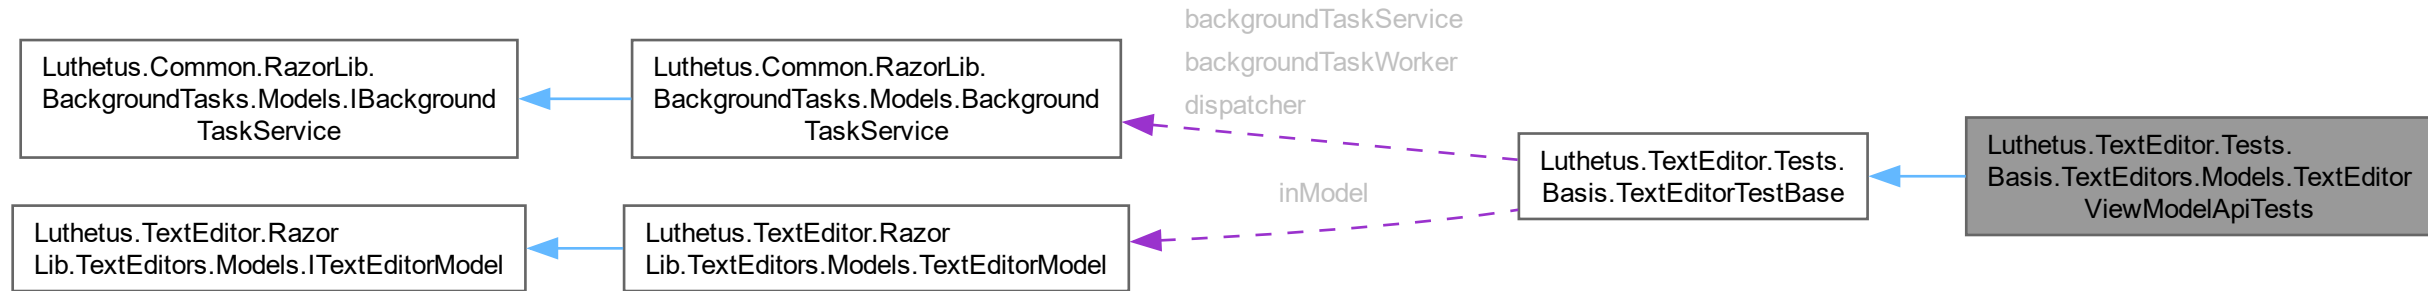 Luthetus.Common.RazorLib.
BackgroundTasks.Models.IBackground
TaskService
Luthetus.Common.RazorLib.
BackgroundTasks.Models.Background
TaskService
backgroundTaskService
backgroundTaskWorker
dispatcher
Luthetus.TextEditor.Razor
Lib.TextEditors.Models.ITextEditorModel
Luthetus.TextEditor.Razor
Lib.TextEditors.Models.TextEditorModel
inModel
Luthetus.TextEditor.Tests.
Basis.TextEditorTestBase
Luthetus.TextEditor.Tests.
Basis.TextEditors.Models.TextEditor
ViewModelApiTests